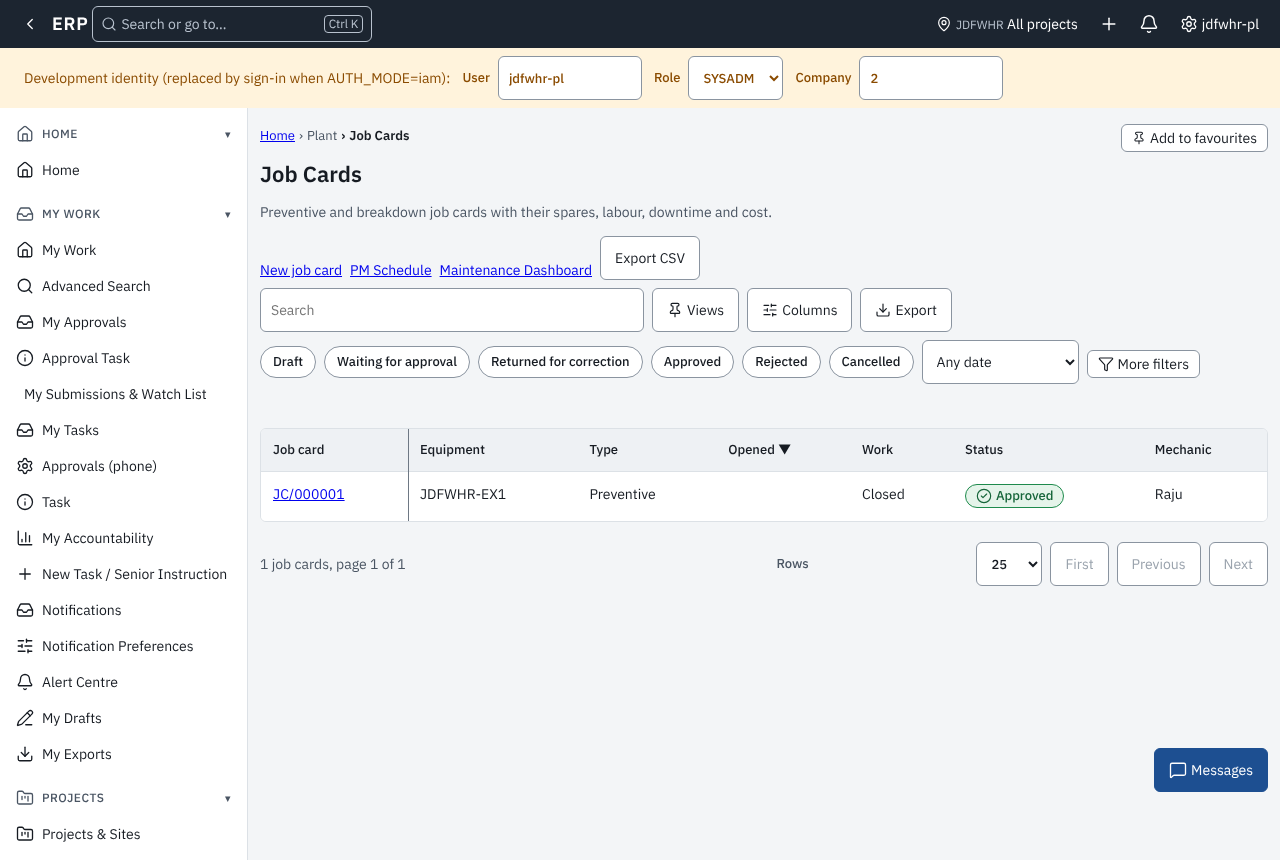 ERP Search or go to... Ctrl K JDFWHR All projects jdfwhr-pl
Development identity (replaced by sign-in when AUTH_MODE=iam): User jdfwhr-pl Role SYSADM Company 2
HOME
Home
MY WORK
My Work
Advanced Search
My Approvals
Approval Task
My Submissions & Watch List
My Tasks
Approvals (phone)
Task
My Accountability
New Task / Senior Instruction
Notifications
Notification Preferences
Alert Centre
My Drafts
My Exports
PROJECTS
Projects & Sites
Home › Plant › Job Cards
Add to favourites
Job Cards
Preventive and breakdown job cards with their spares, labour, downtime and cost.
New job card PM Schedule Maintenance Dashboard Export CSV
Search Views Columns Export
Draft Waiting for approval Returned for correction Approved Rejected Cancelled Any date More filters
Job card Equipment Type Opened ▼ Work Status Mechanic
JC/000001 JDFWHR-EX1 Preventive Closed Approved Raju
1 job cards, page 1 of 1 Rows 25 First Previous Next
Messages